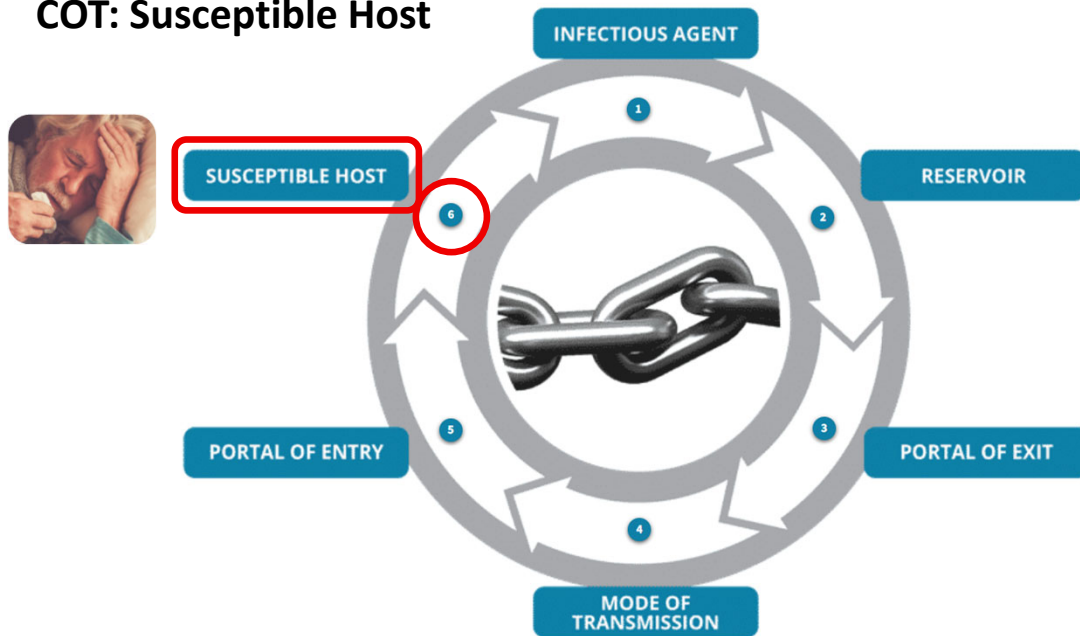 COT: Susceptible Host
INFECTIOUS AGENT
1
SUSCEPTIBLE HOST
6
RESERVOIR
2
PORTAL OF ENTRY
5
3
PORTAL OF EXIT
4
MODE OF
TRANSMISSION